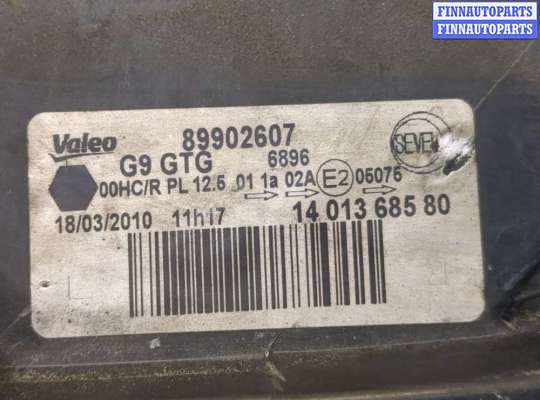 FINNAUTOPARTS
FINNAUTOPARTS
Valeo 89902607
G9 GTG 6896
SEVEN
00HC/R PL 12.5 01 1a 02A E2 05075
18/03/2010 11h17 14 013 685 80